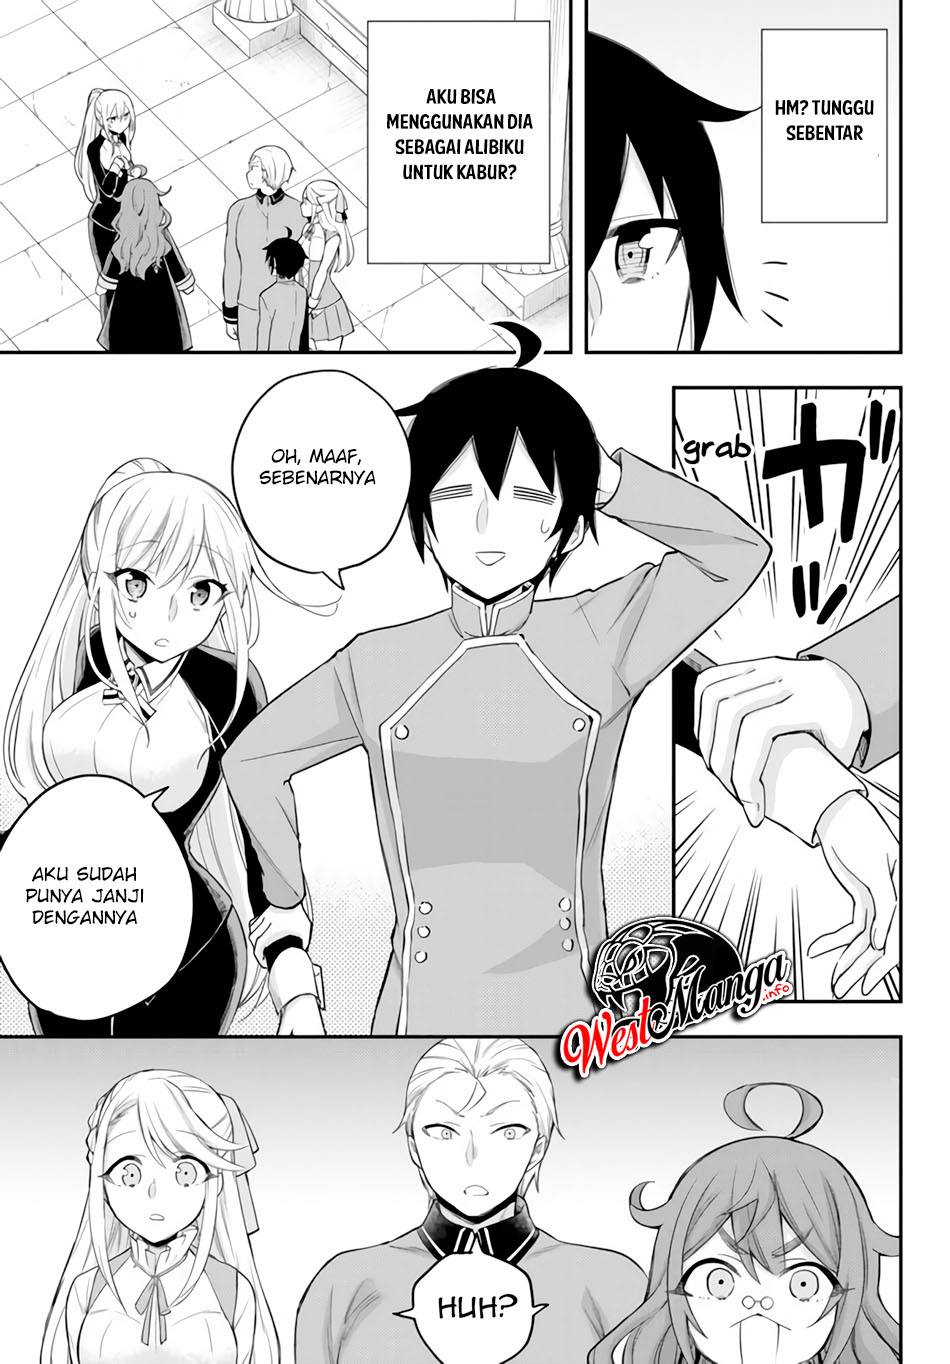 HM? TUNGGU
SEBENTAR
AKU BISA
MENGGUNAKAN DIA
SEBAGAI ALIBIKU
UNTUK KABUR?
grab
ガッ
OH, MAAF,
SEBENARNYA
AKU SUDAH
PUNYA JANJI
DENGANNYA
WestManga
.info
HUH?